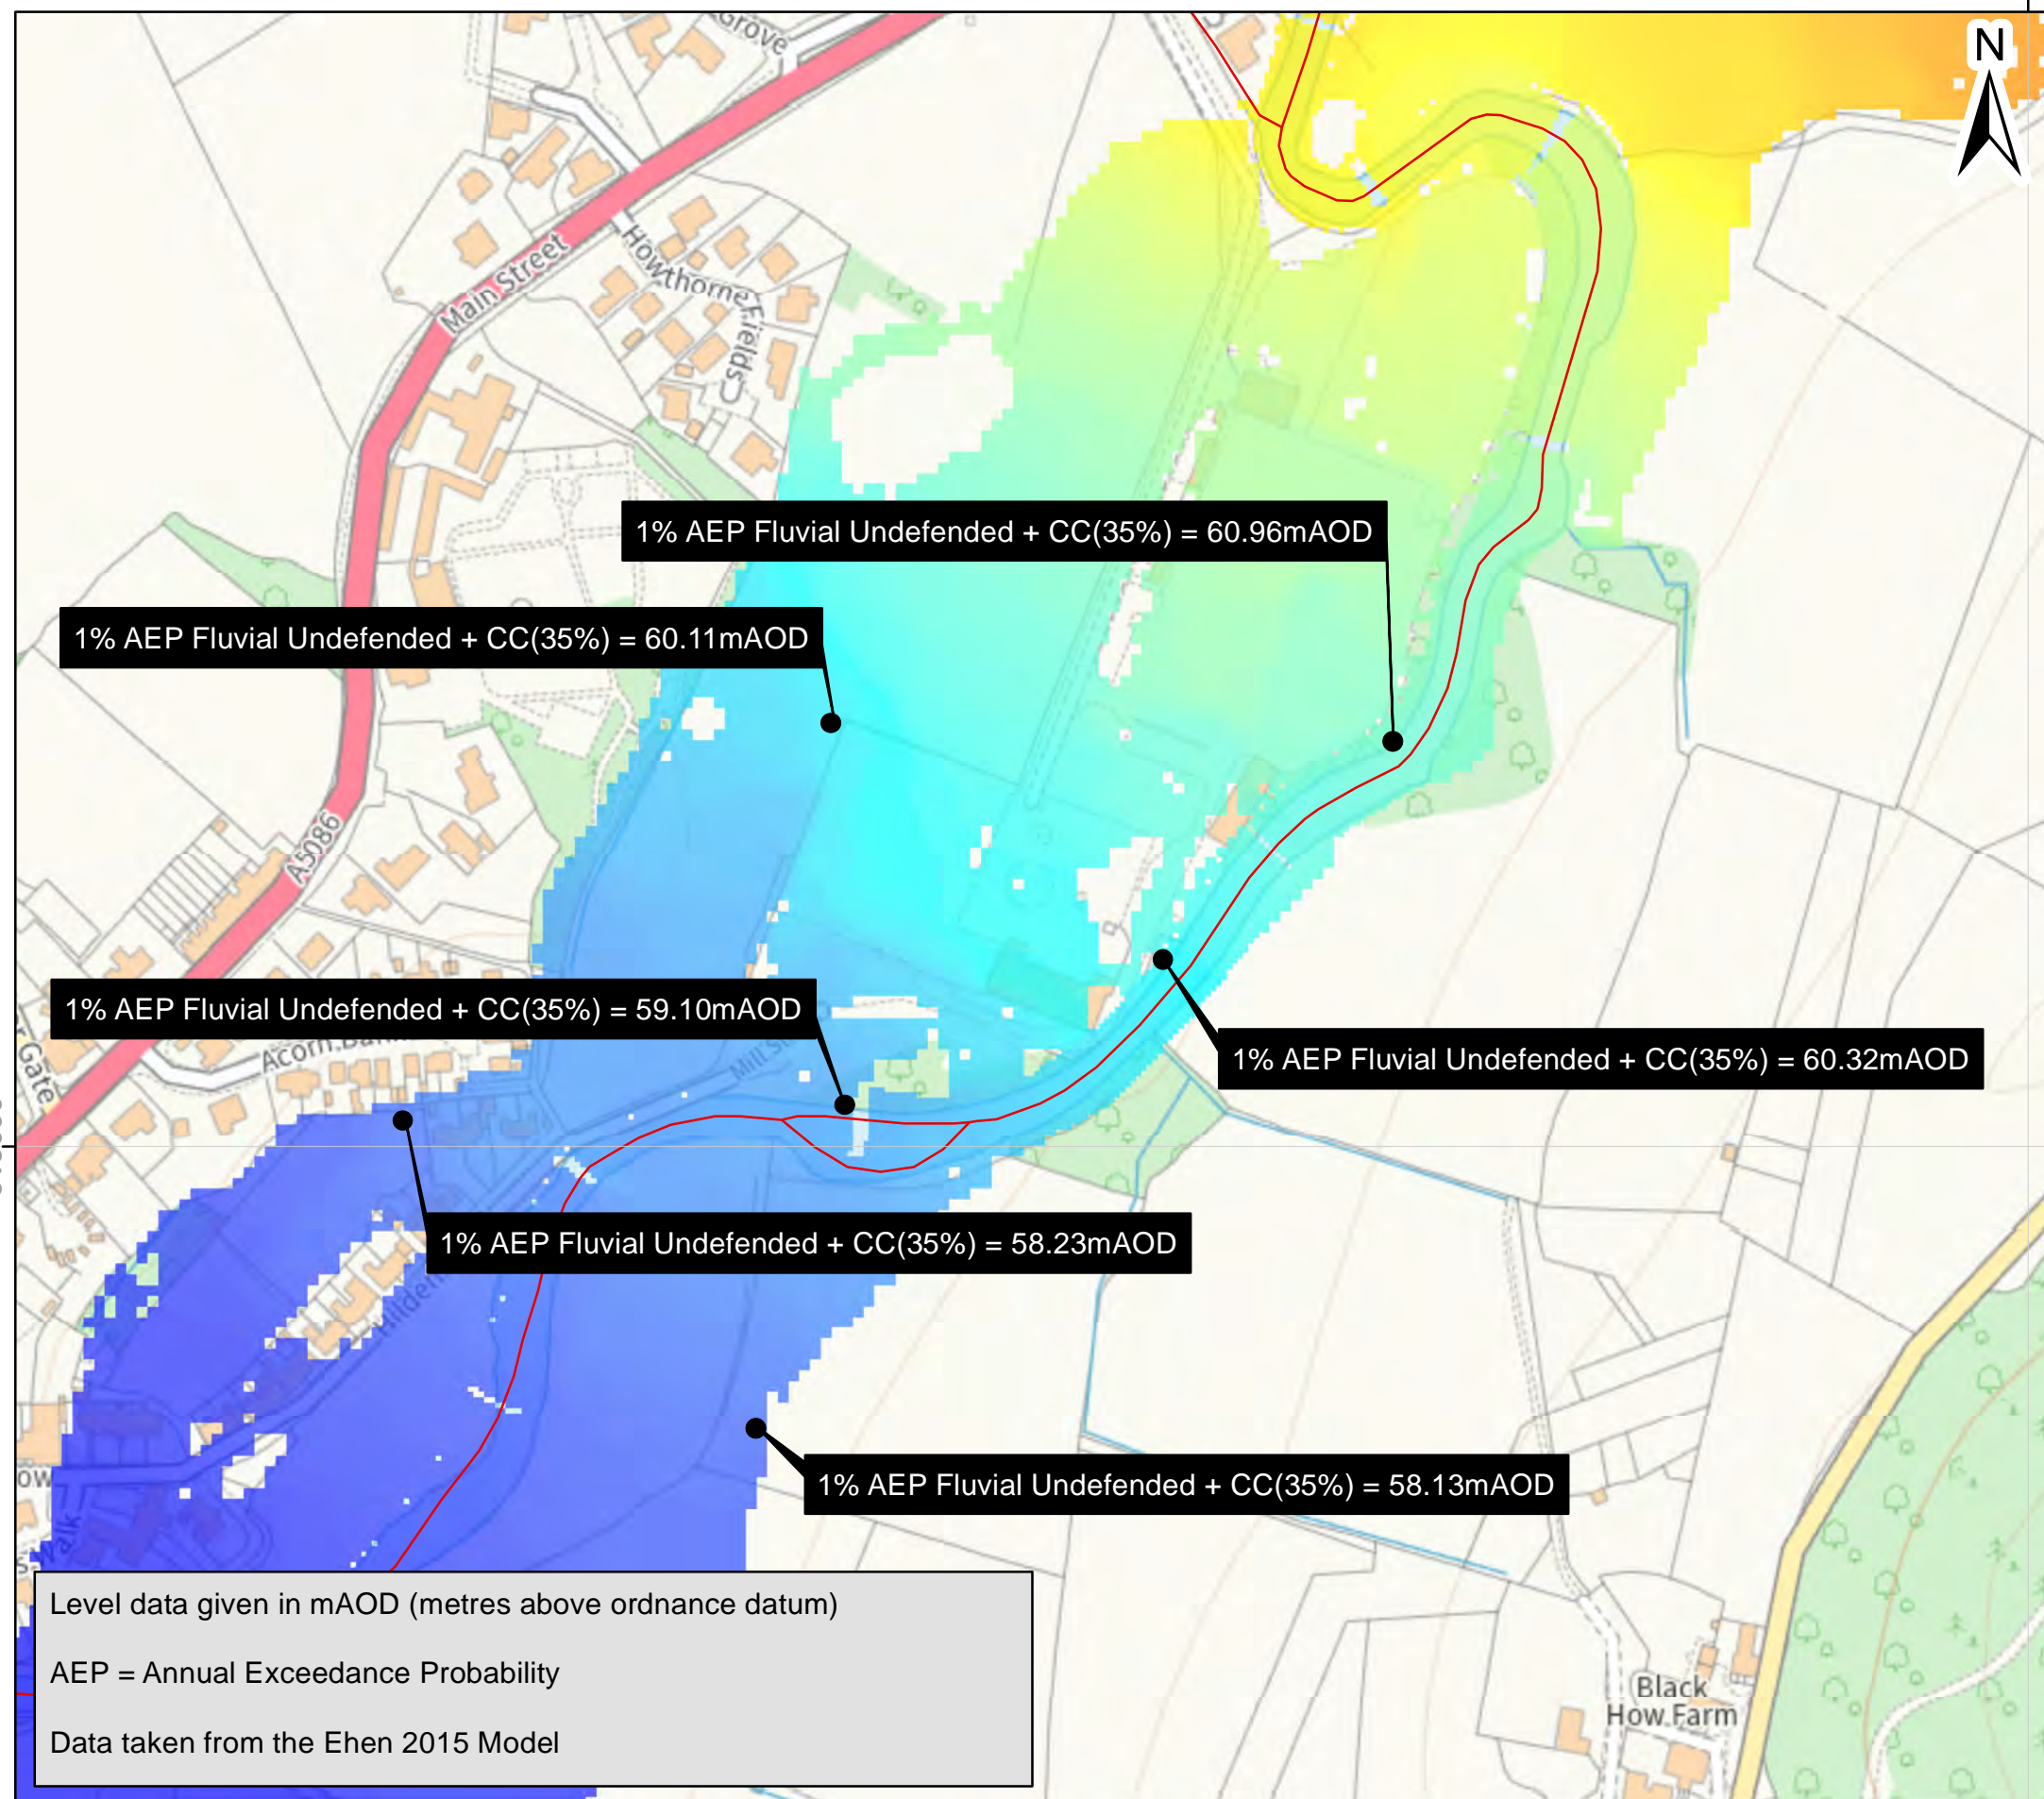 Grove
N
Main Street
Howthorne Fields
1% AEP Fluvial Undefended + CC(35%) = 60.96mAOD
1% AEP Fluvial Undefended + CC(35%) = 60.11mAOD
A5086
1% AEP Fluvial Undefended + CC(35%) = 59.10mAOD
Acorn Bank
Gate
1% AEP Fluvial Undefended + CC(35%) = 60.32mAOD
1% AEP Fluvial Undefended + CC(35%) = 58.23mAOD
1% AEP Fluvial Undefended + CC(35%) = 58.13mAOD
Walk
Level data given in mAOD (metres above ordnance datum)
AEP = Annual Exceedance Probability
Data taken from the Ehen 2015 Model
Black
How Farm